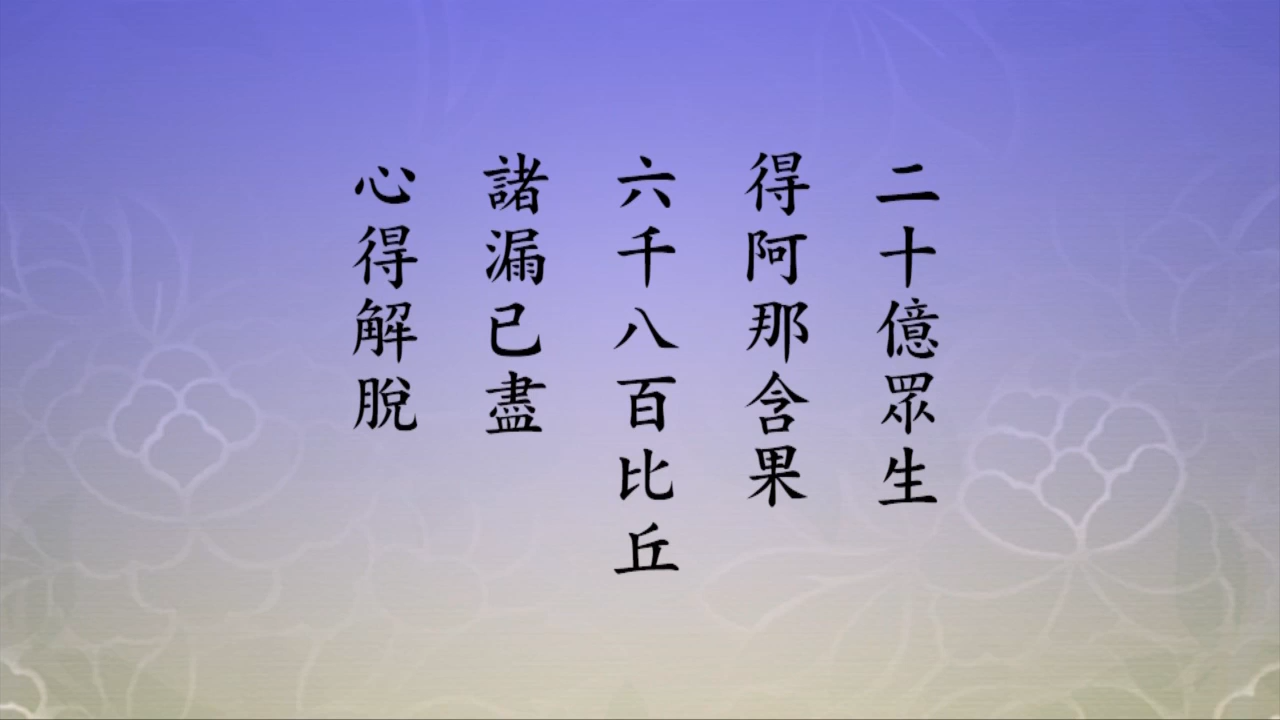 二十億眾生
得阿那含果
六千八百比丘
諸漏已盡
心得解脫